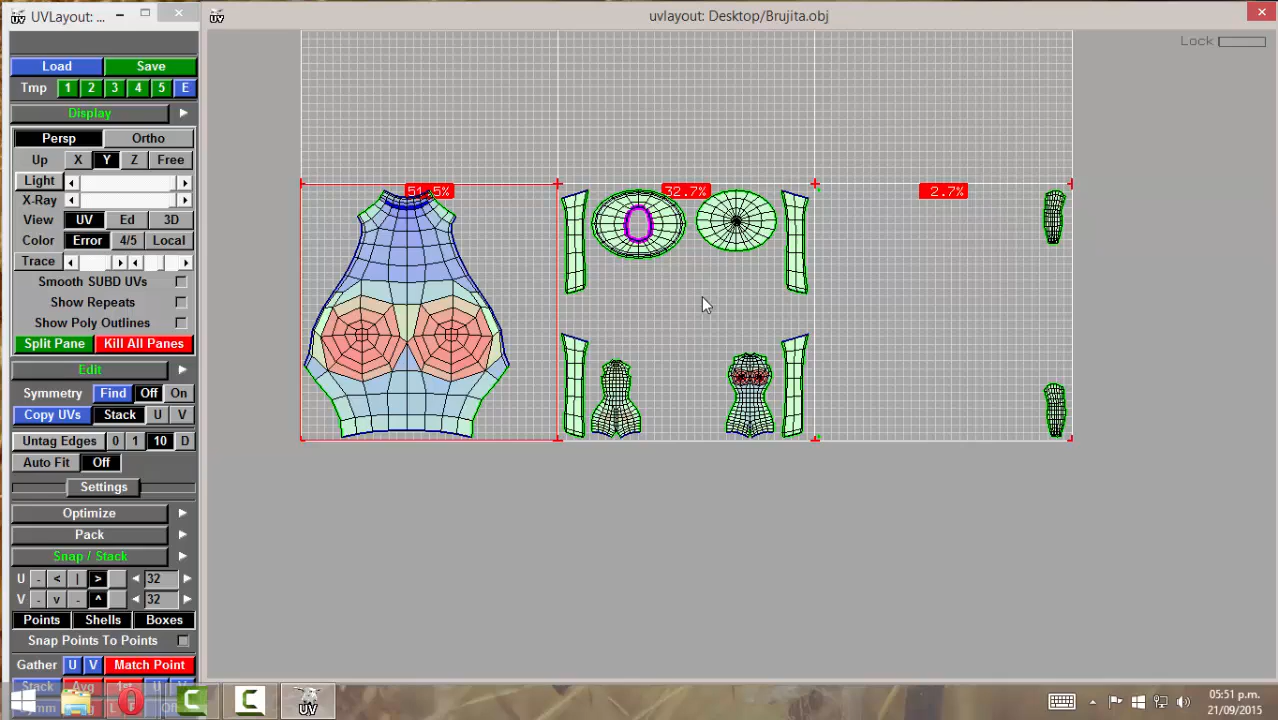 UVLayout: ...
uvlayout: Desktop/Brujita.obj
Load Save
Lock
Tmp 1 2 3 4 5 E
Display
Persp Ortho
Up X Y Z Free
Light
X-Ray
View UV Ed 3D
Color Error 4/5 Local
Trace
Smooth SUBD UVs
Show Repeats
Show Poly Outlines
Split Pane Kill All Panes
Edit
Symmetry Find Off On
Copy UVs Stack U V
Untag Edges 0 1 10 D
Auto Fit Off
Settings
Optimize
Pack
Snap / Stack
U - < | > 32
V - v - ^ 32
Points Shells Boxes
Snap Points To Points
Gather U V Match Point
Stack Avg 1st U V
32.7%
2.7%
UV
05:51 p.m.
21/09/2015